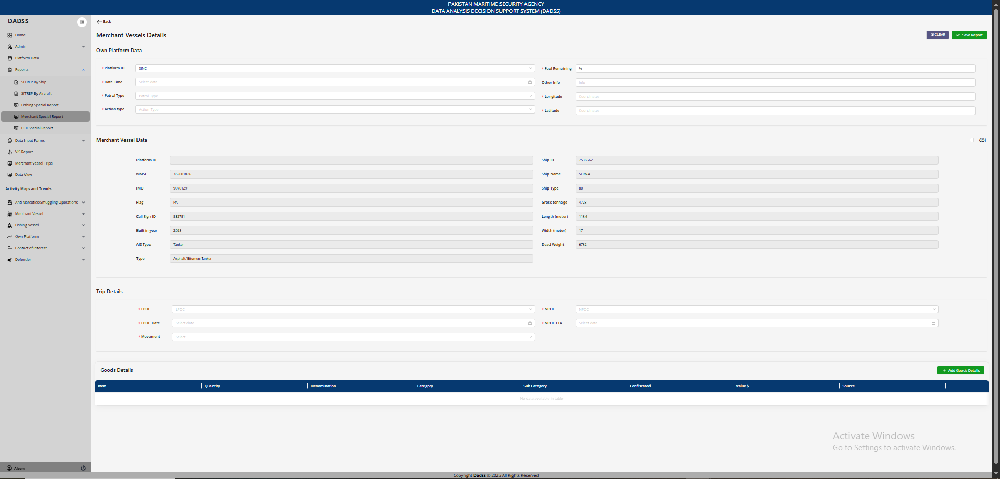 PAKISTAN MARITIME SECURITY AGENCY
DATA ANALYSIS DECISION SUPPORT SYSTEM (DADSS)
DADSS
Home
Admin
Platform Data
Reports
SITREP By Ship
SITREP By Aircraft
Fishing Special Report
Merchant Special Report
COI Special Report
Data Input Forms
VIS Report
Merchant Vessel Trips
Data View
Activity Maps and Trends
Anti Narcotics/Smuggling Operations
Merchant Vessel
Fishing Vessel
Own Platform
Contact of Interest
Defender
Aleem
Back
Merchant Vessels Details
CLEAR
Save Report
Own Platform Data
* Platform ID SINC
* Fuel Remaining %
* Date Time Select date
Other Info Info
* Patrol Type Patrol Type
* Longitude Coordinates
* Action type Action Type
* Latitude Coordinates
Merchant Vessel Data
COI
Platform ID
Ship ID 7536562
MMSI 352001836
Ship Name SERNA
IMO 9970129
Ship Type 80
Flag PA
Gross tonnage 4723
Call Sign ID 3E2751
Length (meter) 113.6
Built in year 2023
Width (meter) 17
AIS Type Tanker
Dead Weight 6732
Type Asphalt/Bitumen Tanker
Trip Details
* LPOC LPOC
* NPOC NPOC
* LPOC Date Select date
* NPOC ETA Select date
* Movement Select
Goods Details
Add Goods Details
Item Quantity Denomination Category Sub Category Confiscated Value $ Source
No data available in table
Activate Windows
Go to Settings to activate Windows.
Copyright Dadss © 2025 All Rights Reserved